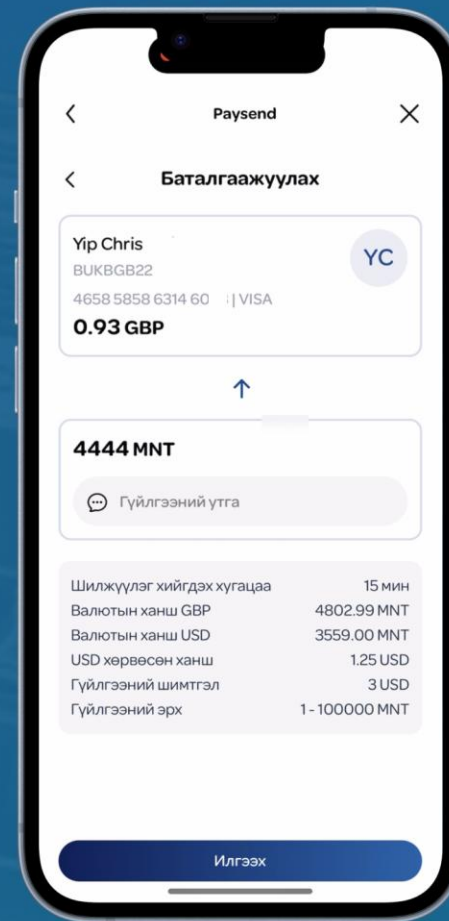 Paysend
Баталгаажуулах
Yip Chris
YC
BUKBGB22
4658 5858 6314 60 | VISA
0.93 GBP
4444 MNT
Гүйлгээний утга
Шилжүүлэг хийгдэх хугацаа 15 мин
Валютын ханш GBP 4802.99 MNT
Валютын ханш USD 3559.00 MNT
USD хөрвөсөн ханш 1.25 USD
Гүйлгээний шимтгэл 3 USD
Гүйлгээний эрх 1 - 100000 MNT
Илгээх